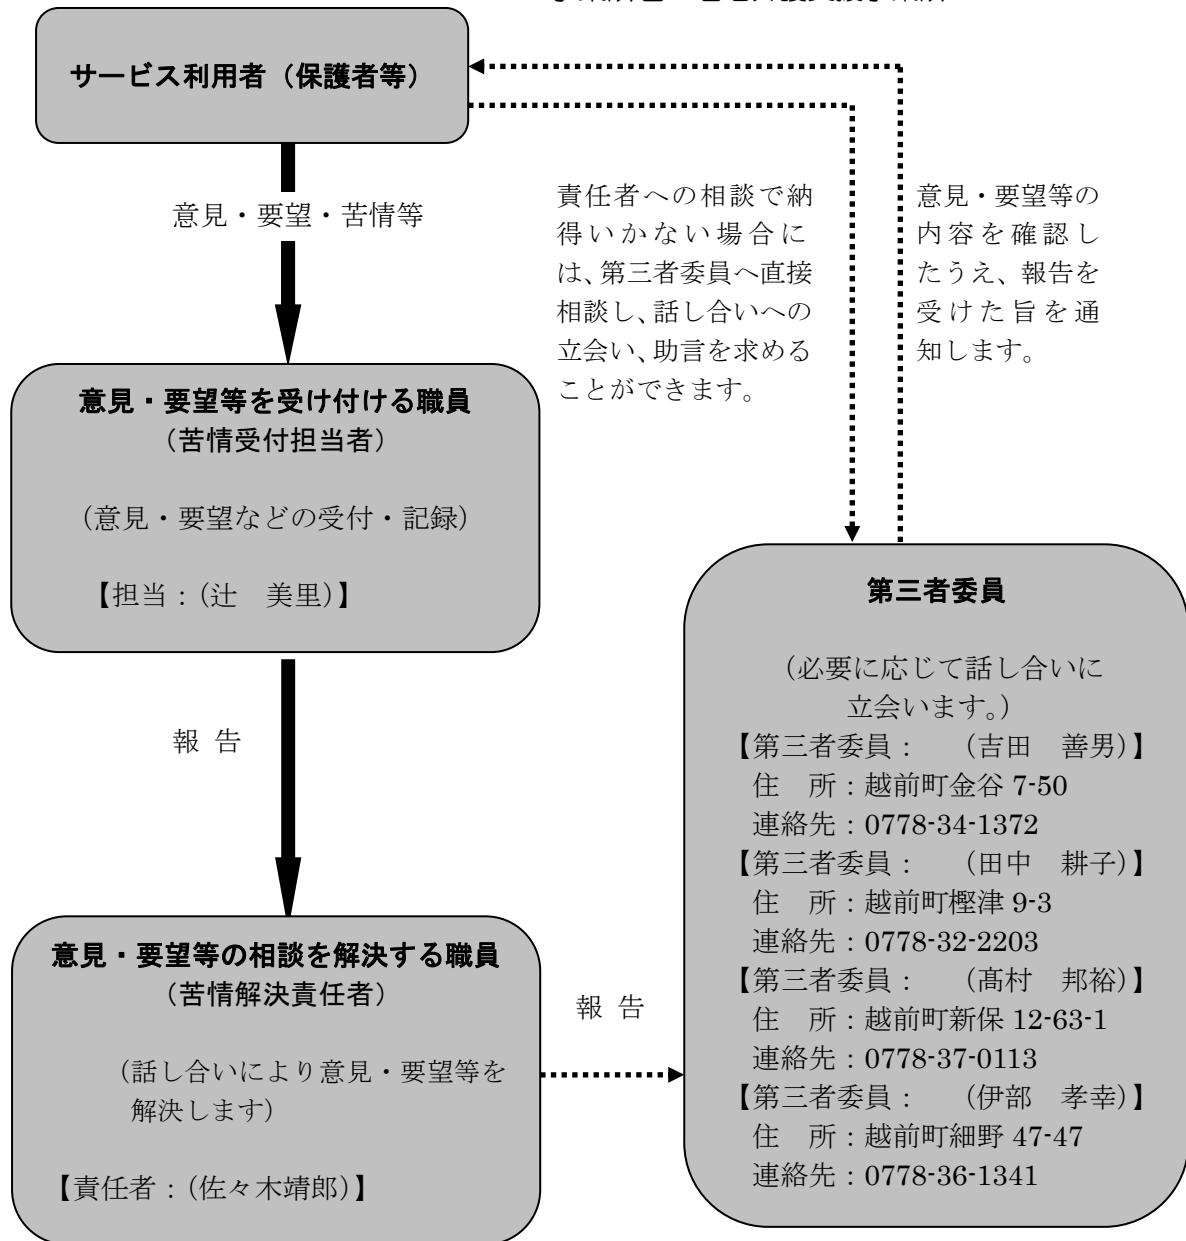 サービス利用者（保護者等）
意見・要望・苦情等
責任者への相談で納
得いかない場合に
は、第三者委員へ直接
相談し、話し合いへの
立会い、助言を求める
ことができます。
意見・要望等の
内容を確認し
たうえ、報告を
受けた旨を通
知します。
意見・要望等を受け付ける職員
（苦情受付担当者）
（意見・要望などの受付・記録）
【担当：（辻　美里）】
報 告
意見・要望等の相談を解決する職員
（苦情解決責任者）
（話し合いにより意見・要望等を
解決します）
【責任者：（佐々木靖郎）】
報 告
第三者委員
（必要に応じて話し合いに
立会います。）
【第三者委員：　（吉田　善男）】
住　所：越前町金谷 7-50
連絡先：0778-34-1372
【第三者委員：　（田中　耕子）】
住　所：越前町樫津 9-3
連絡先：0778-32-2203
【第三者委員：　（髙村　邦裕）】
住　所：越前町新保 12-63-1
連絡先：0778-37-0113
【第三者委員：　（伊部　孝幸）】
住　所：越前町細野 47-47
連絡先：0778-36-1341